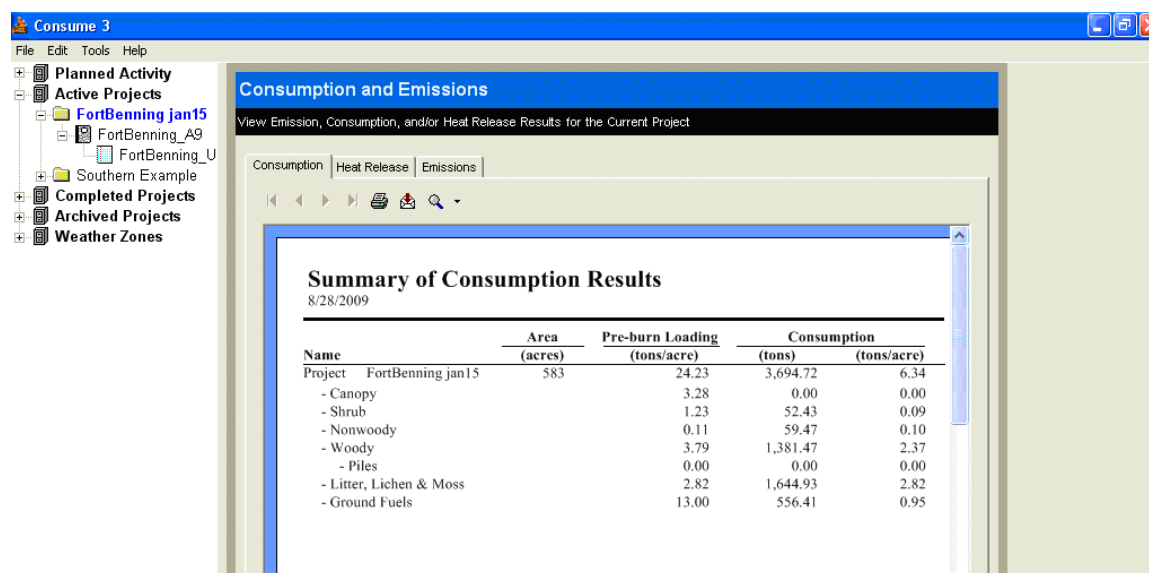 Consume 3
File Edit Tools Help
Planned Activity
Active Projects
FortBenning jan15
FortBenning_A9
FortBenning_U
Southern Example
Completed Projects
Archived Projects
Weather Zones
Consumption and Emissions
View Emission, Consumption, and/or Heat Release Results for the Current Project
Consumption Heat Release Emissions
Summary of Consumption Results
8/28/2009
Area Pre-burn Loading Consumption
Name (acres) (tons/acre) (tons) (tons/acre)
Project FortBenning jan15 583 24.23 3,694.72 6.34
- Canopy 3.28 0.00 0.00
- Shrub 1.23 52.43 0.09
- Nonwoody 0.11 59.47 0.10
- Woody 3.79 1,381.47 2.37
- Piles 0.00 0.00 0.00
- Litter, Lichen & Moss 2.82 1,644.93 2.82
- Ground Fuels 13.00 556.41 0.95